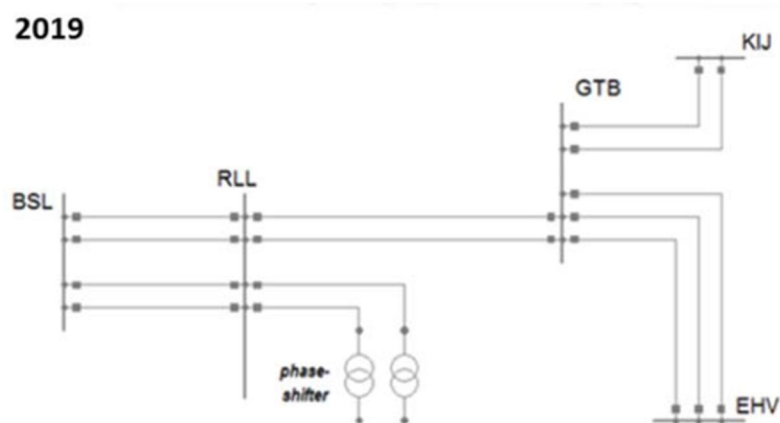 2019
KIJ
GTB
RLL
BSL
phase-
shifter
EHV